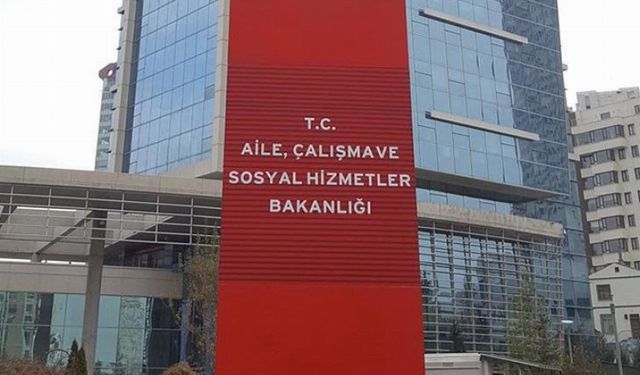 T.C.
AİLE, ÇALIŞMAVE
SOSYAL HİZMETLER
BAKANLIĞI